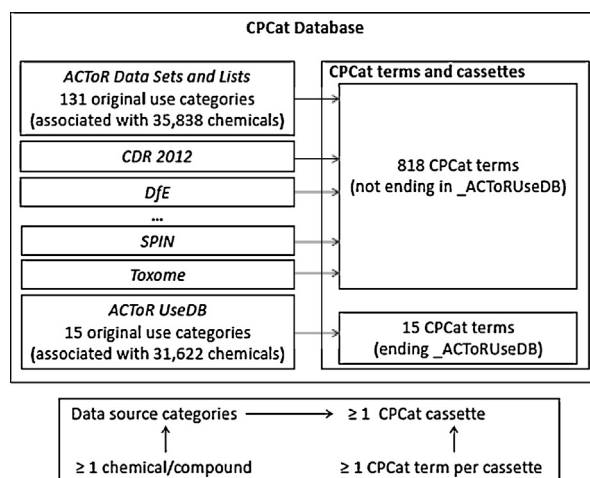 CPCat Database
ACToR Data Sets and Lists
131 original use categories
(associated with 35,838 chemicals)
CDR 2012
DfE
...
SPIN
Toxome
ACToR UseDB
15 original use categories
(associated with 31,622 chemicals)
CPCat terms and cassettes
818 CPCat terms
(not ending in _ACToRUseDB)
15 CPCat terms
(ending _ACToRUseDB)
Data source categories
≥ 1 CPCat cassette
≥ 1 chemical/compound
≥ 1 CPCat term per cassette